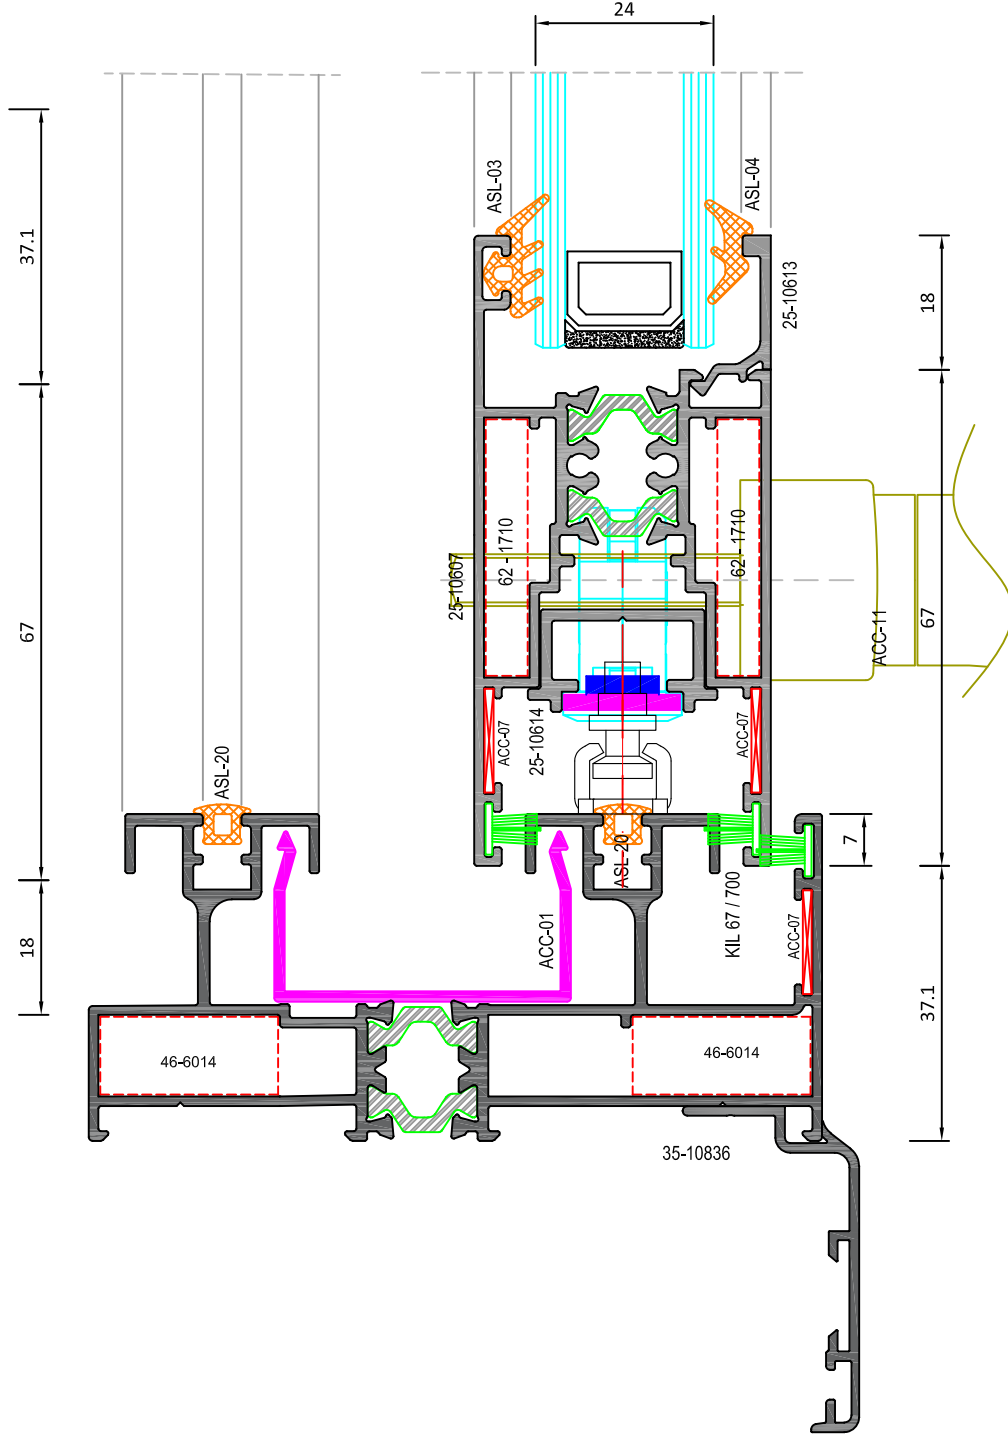 24
ASL-03
ASL-04
37.1
25-10613
18
62 - 1710
62 - 1710
25-10607
ACC-11
67
67
ACC-07
ACC-07
25-10614
ASL-20
7
ASL-20
KIL 67 / 700
ACC-01
ACC-07
18
37.1
46-6014
46-6014
35-10836